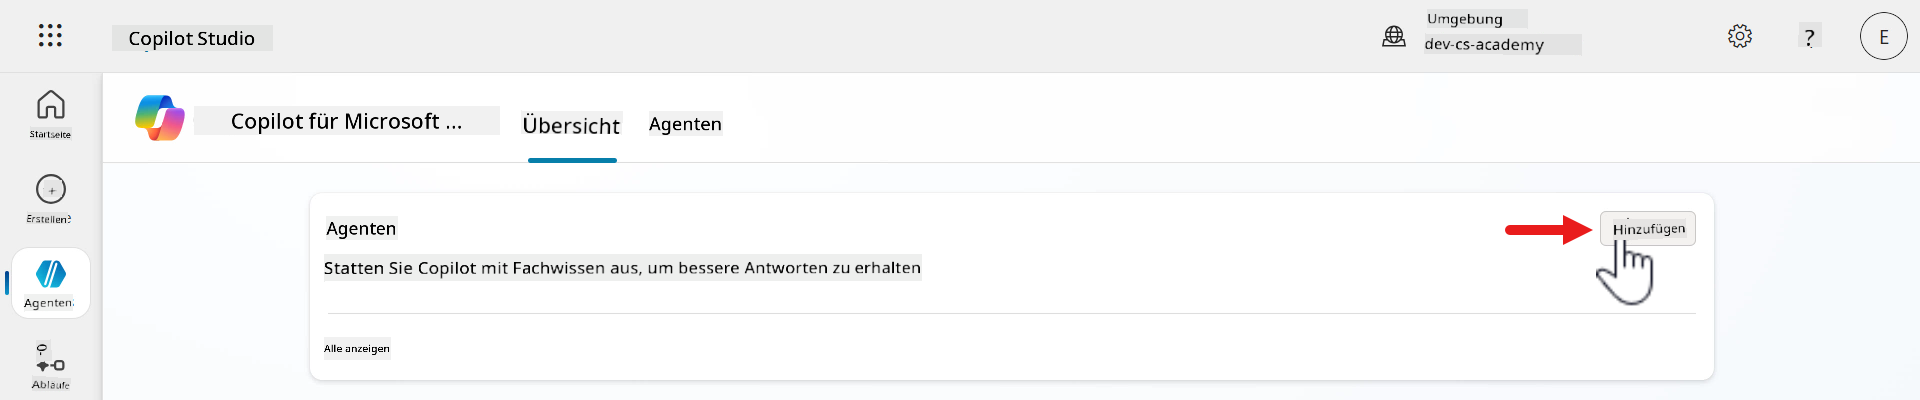 Copilot Studio
Umgebung
dev-cs-academy
?
E
Copilot für Microsoft ...
Übersicht
Agenten
Startseite
Erstellen?
Agenten
Abläufe
Agenten
Hinzufügen
Statten Sie Copilot mit Fachwissen aus, um bessere Antworten zu erhalten
Alle anzeigen